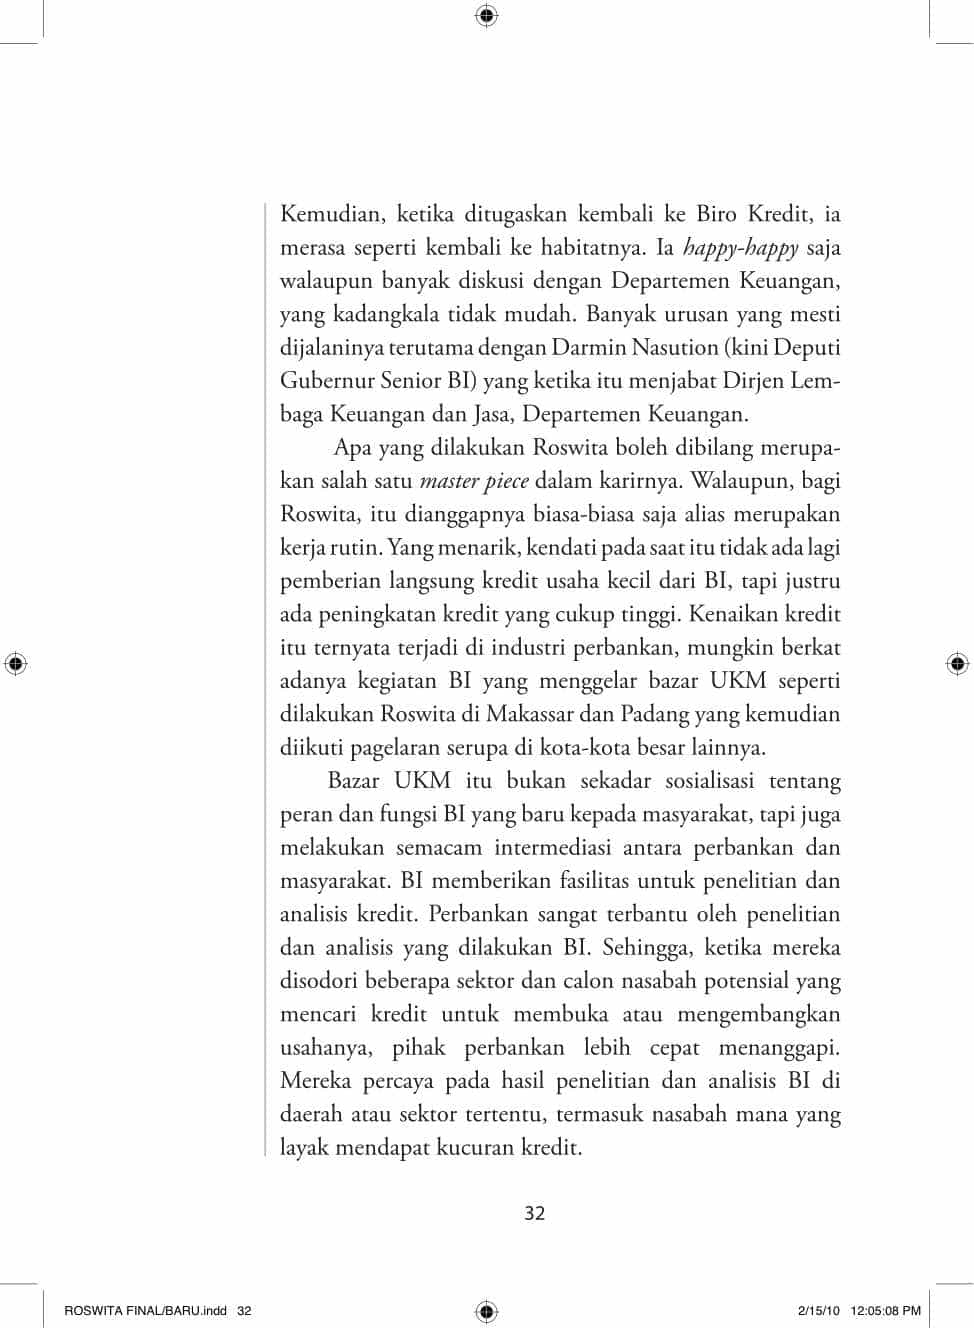 Kemudian, ketika ditugaskan kembali ke Biro Kredit, ia
merasa seperti kembali ke habitatnya. Ia happy-happy saja
walaupun banyak diskusi dengan Departemen Keuangan,
yang kadangkala tidak mudah. Banyak urusan yang mesti
dijalaninya terutama dengan Darmin Nasution (kini Deputi
Gubernur Senior BI) yang ketika itu menjabat Dirjen Lem-
baga Keuangan dan Jasa, Departemen Keuangan.
Apa yang dilakukan Roswita boleh dibilang merupa-
kan salah satu master piece dalam karirnya. Walaupun, bagi
Roswita, itu dianggapnya biasa-biasa saja alias merupakan
kerja rutin. Yang menarik, kendati pada saat itu tidak ada lagi
pemberian langsung kredit usaha kecil dari BI, tapi justru
ada peningkatan kredit yang cukup tinggi. Kenaikan kredit
itu ternyata terjadi di industri perbankan, mungkin berkat
adanya kegiatan BI yang menggelar bazar UKM seperti
dilakukan Roswita di Makassar dan Padang yang kemudian
diikuti pagelaran serupa di kota-kota besar lainnya.
Bazar UKM itu bukan sekadar sosialisasi tentang
peran dan fungsi BI yang baru kepada masyarakat, tapi juga
melakukan semacam intermediasi antara perbankan dan
masyarakat. BI memberikan fasilitas untuk penelitian dan
analisis kredit. Perbankan sangat terbantu oleh penelitian
dan analisis yang dilakukan BI. Sehingga, ketika mereka
disodori beberapa sektor dan calon nasabah potensial yang
mencari kredit untuk membuka atau mengembangkan
usahanya, pihak perbankan lebih cepat menanggapi.
Mereka percaya pada hasil penelitian dan analisis BI di
daerah atau sektor tertentu, termasuk nasabah mana yang
layak mendapat kucuran kredit.
32
ROSWITA FINAL/BARU.indd 32
2/15/10 12:05:08 PM